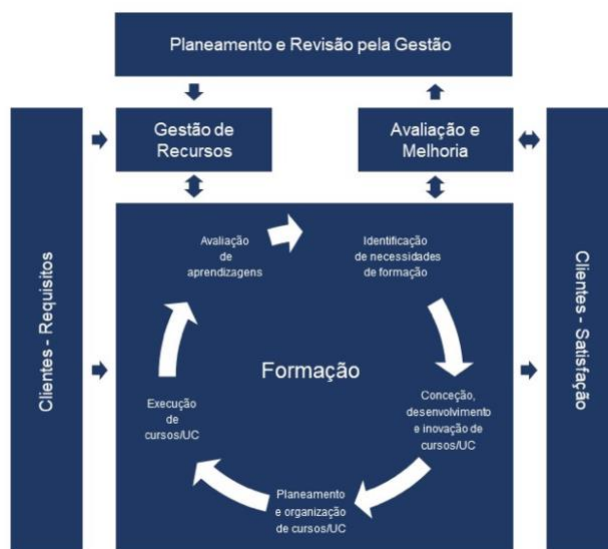 Planeamento e Revisão pela Gestão
Gestão de
Recursos
Avaliação e
Melhoria
Clientes - Requisitos
Avaliação
de
aprendizagens
Identificação
de necessidades
de formação
Formação
Execução
de
cursos/UC
Conceção,
desenvolvimento
e inovação de
cursos/UC
Planeamento
e organização
de cursos/UC
Clientes - Satisfação